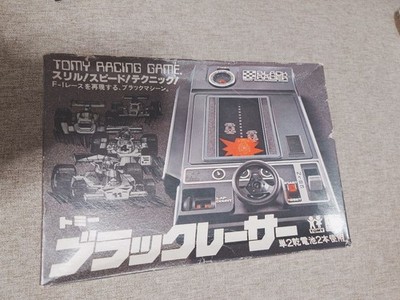 TOMY RACING GAME
スリル!スピード!テクニック!
F-1レースを再現する、ブラックマシーン。
トミー
ブラックレーサー
単2乾電池2本使用